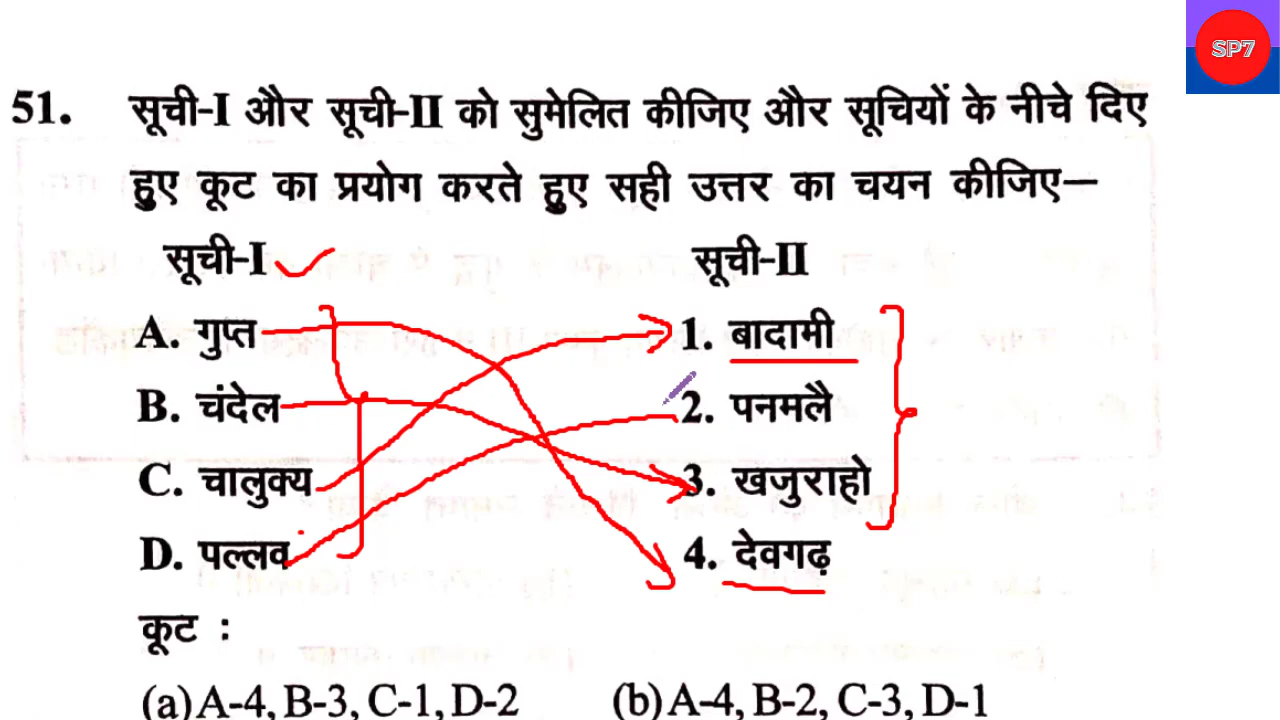 SP7
51. सूची-I और सूची-II को सुमेलित कीजिए और सूचियों के नीचे दिए
हुए कूट का प्रयोग करते हुए सही उत्तर का चयन कीजिए—
सूची-I सूची-II
A. गुप्त 1. बादामी
B. चंदेल 2. पनमलै
C. चालुक्य 3. खजुराहो
D. पल्लव 4. देवगढ़
कूट :
(a) A-4, B-3, C-1, D-2 (b) A-4, B-2, C-3, D-1